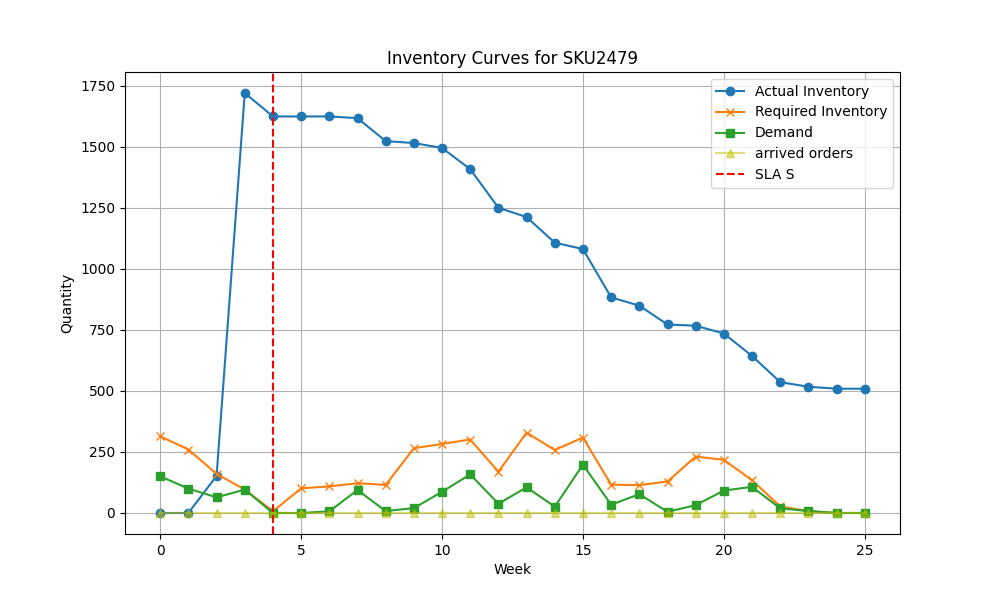 Inventory Curves for SKU2479
Actual Inventory
Required Inventory
Demand
arrived orders
SLA S
Quantity
1750
1500
1250
1000
750
500
250
0
0 5 10 15 20 25
Week